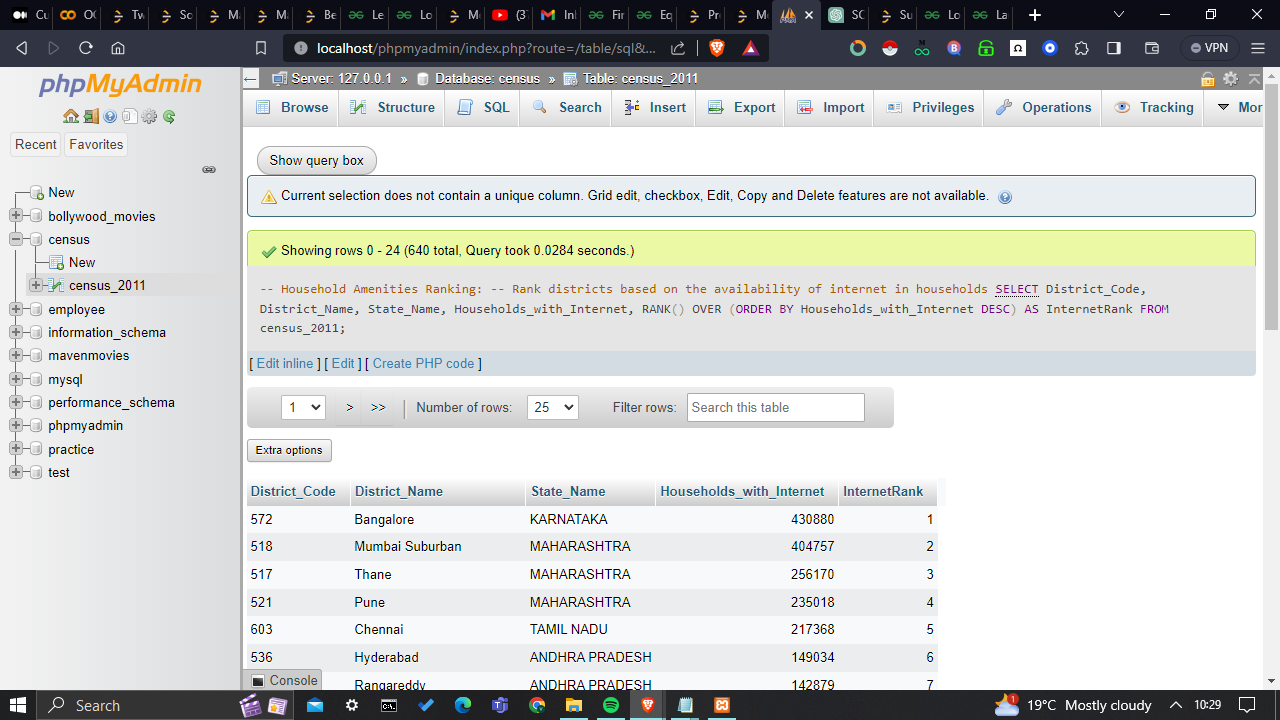 Cu
OC
Tw
Sc
Ma
Ma
Be
Le
Lo
Mo
(3
Inl
Fir
Eq
Pr
Mo
SC
Su
Lo
La
localhost/phpmyadmin/index.php?route=/table/sql&...
VPN
phpMyAdmin
Recent
Favorites
New
bollywood_movies
census
New
census_2011
employee
information_schema
mavenmovies
mysql
performance_schema
phpmyadmin
practice
test
Server: 127.0.0.1 » Database: census » Table: census_2011
Browse Structure SQL Search Insert Export Import Privileges Operations Tracking Mor
Show query box
Current selection does not contain a unique column. Grid edit, checkbox, Edit, Copy and Delete features are not available.
Showing rows 0 - 24 (640 total, Query took 0.0284 seconds.)
-- Household Amenities Ranking: -- Rank districts based on the availability of internet in households SELECT District_Code,
District_Name, State_Name, Households_with_Internet, RANK() OVER (ORDER BY Households_with_Internet DESC) AS InternetRank FROM
census_2011;
[ Edit inline ] [ Edit ] [ Create PHP code ]
1 > >> | Number of rows: 25 Filter rows: Search this table
Extra options
District_Code District_Name State_Name Households_with_Internet InternetRank
572 Bangalore KARNATAKA 430880 1
518 Mumbai Suburban MAHARASHTRA 404757 2
517 Thane MAHARASHTRA 256170 3
521 Pune MAHARASHTRA 235018 4
603 Chennai TAMIL NADU 217368 5
536 Hyderabad ANDHRA PRADESH 149034 6
Rangareddy ANDHRA PRADESH 142879 7
Console
Search
1
19°C Mostly cloudy
10:29